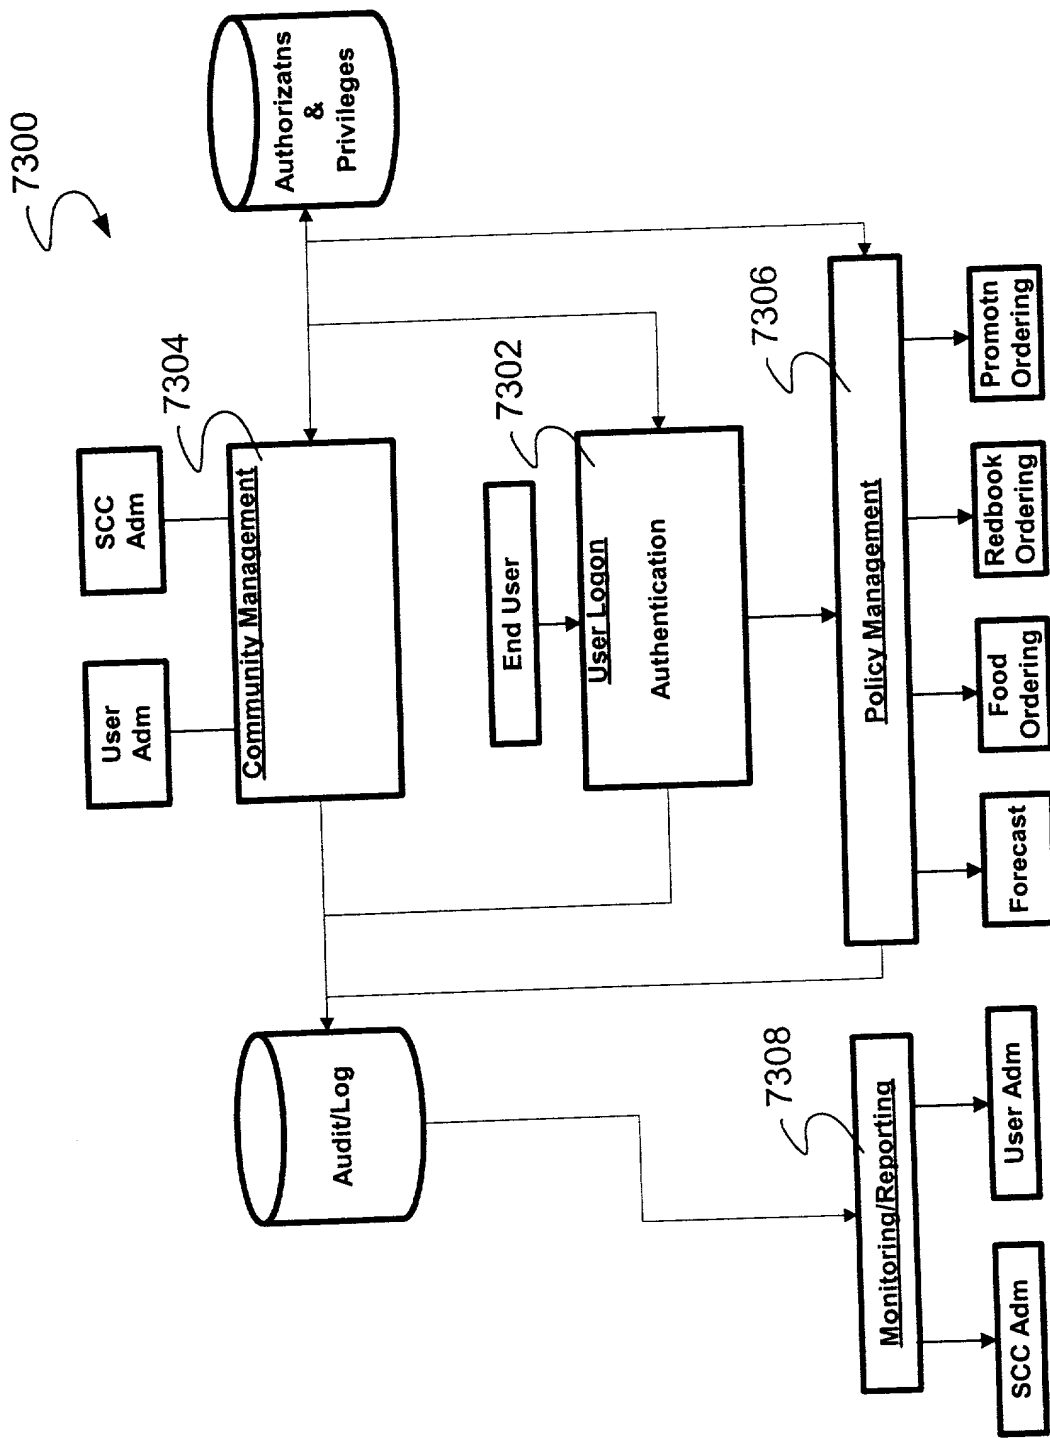 7300
User
Adm
SCC
Adm
7304
Community Management
Authorizatns
&
Privileges
Audit/Log
End User
7302
User Logon
Authentication
7306
Policy Management
7308
Monitoring/Reporting
SCC Adm
User Adm
Forecast
Food
Ordering
Redbook
Ordering
Promotn
Ordering